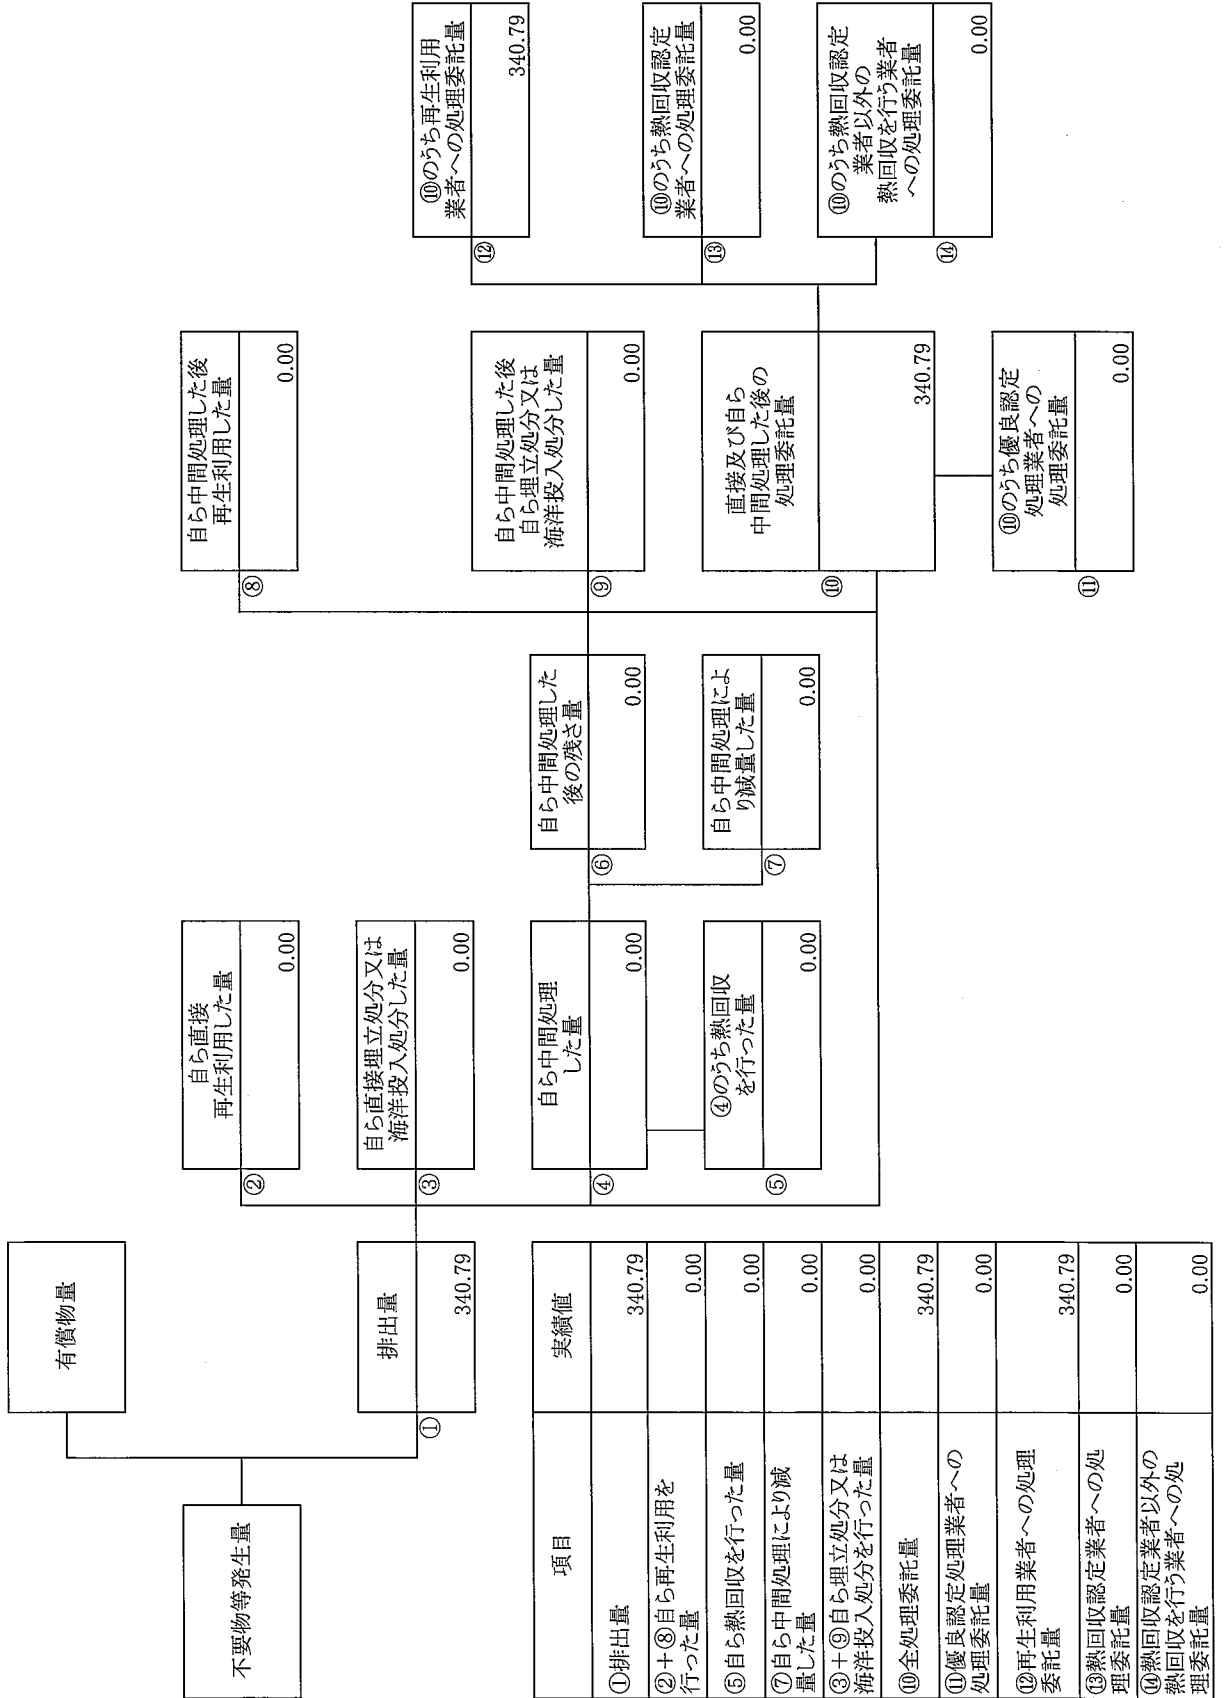 不要物等発生量
有償物量
①
排出量
340.79
②
自ら直接
再生利用した量
0.00
③
自ら直接埋立処分又は
海洋投入処分した量
0.00
④
自ら中間処理
した量
0.00
⑤
④のうち熱回収
を行った量
0.00
⑥
自ら中間処理した
後の残さ量
0.00
⑦
自ら中間処理によ
り減量した量
0.00
⑧
自ら中間処理した後
再生利用した量
0.00
⑨
自ら中間処理した後
自ら埋立処分又は
海洋投入処分した量
0.00
⑩
直接及び自ら
中間処理した後の
処理委託量
340.79
⑪
⑩のうち優良認定
処理業者への
処理委託量
0.00
⑫
⑩のうち再生利用
業者への処理委託量
340.79
⑬
⑩のうち熱回収認定
業者への処理委託量
0.00
⑭
⑩のうち熱回収認定
業者以外の
熱回収を行う業者
への処理委託量
0.00
項目 実績値
①排出量 340.79
②+⑧自ら再生利用を
行った量 0.00
⑤自ら熱回収を行った量 0.00
⑦自ら中間処理により減
量した量 0.00
③+⑨自ら埋立処分又は
海洋投入処分を行った量 0.00
⑩全処理委託量 340.79
⑪優良認定処理業者への
処理委託量 0.00
⑫再生利用業者への処理
委託量 340.79
⑬熱回収認定業者への処
理委託量 0.00
⑭熱回収認定業者以外の
熱回収を行う業者への処
理委託量 0.00